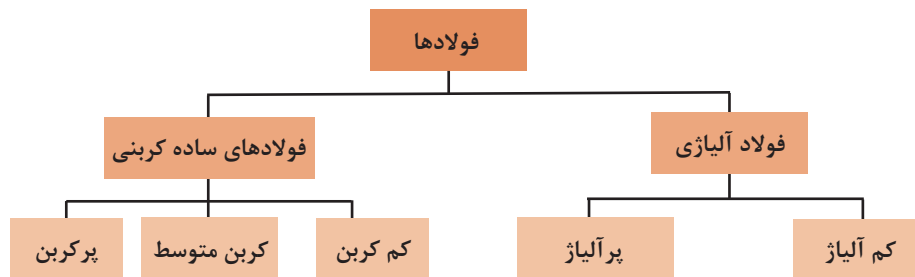 فولادها
فولاد آلیاژی
فولادهای ساده کربنی
کم آلیاژ
پرآلیاژ
کم کربن
کربن متوسط
پرکربن